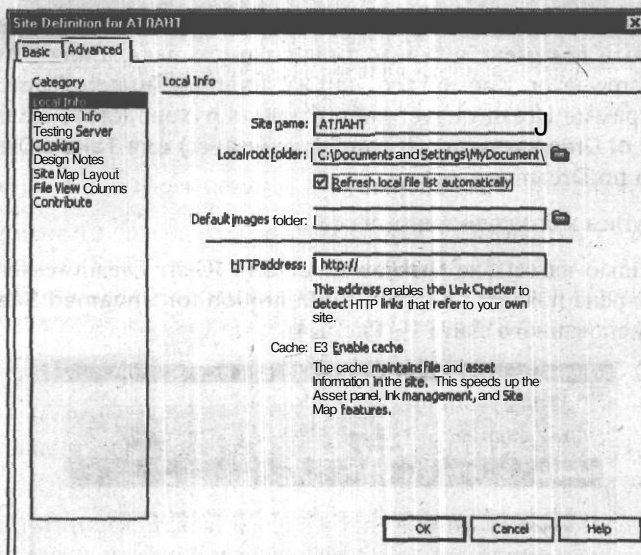 Site Definition for АТЛАНТ
Basic Advanced
Category
Local Info
Remote Info
Testing Server
Cloaking
Design Notes
Site Map Layout
File View Columns
Contribute
Local Info
Site name: АТЛАНТ
Local root folder: C:\Documents and Settings\MyDocument\
Refresh local file list automatically
Default images folder:
HTTPaddress: http://
This address enables the Link Checker to
detect HTTP links that refer to your own
site.
Cache: E3 Enable cache
The cache maintains file and asset
Information in the site. This speeds up the
Asset panel, lnk management, and Site
Map features.
OK Cancel Help